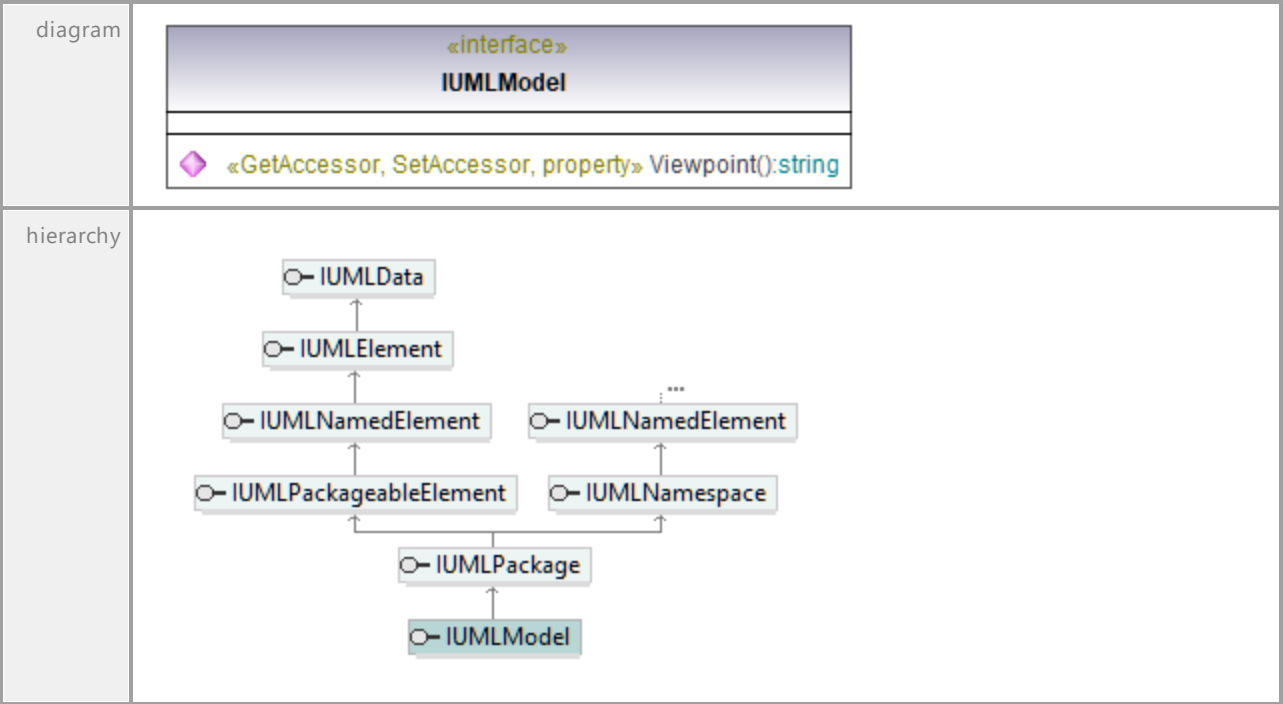 diagram
«interface»
IUMLModel
«GetAccessor, SetAccessor, property» Viewpoint():string
hierarchy
IUMLData
IUMLElement
...
IUMLNamedElement IUMLNamedElement
IUMLPackageableElement IUMLNamespace
IUMLPackage
IUMLModel